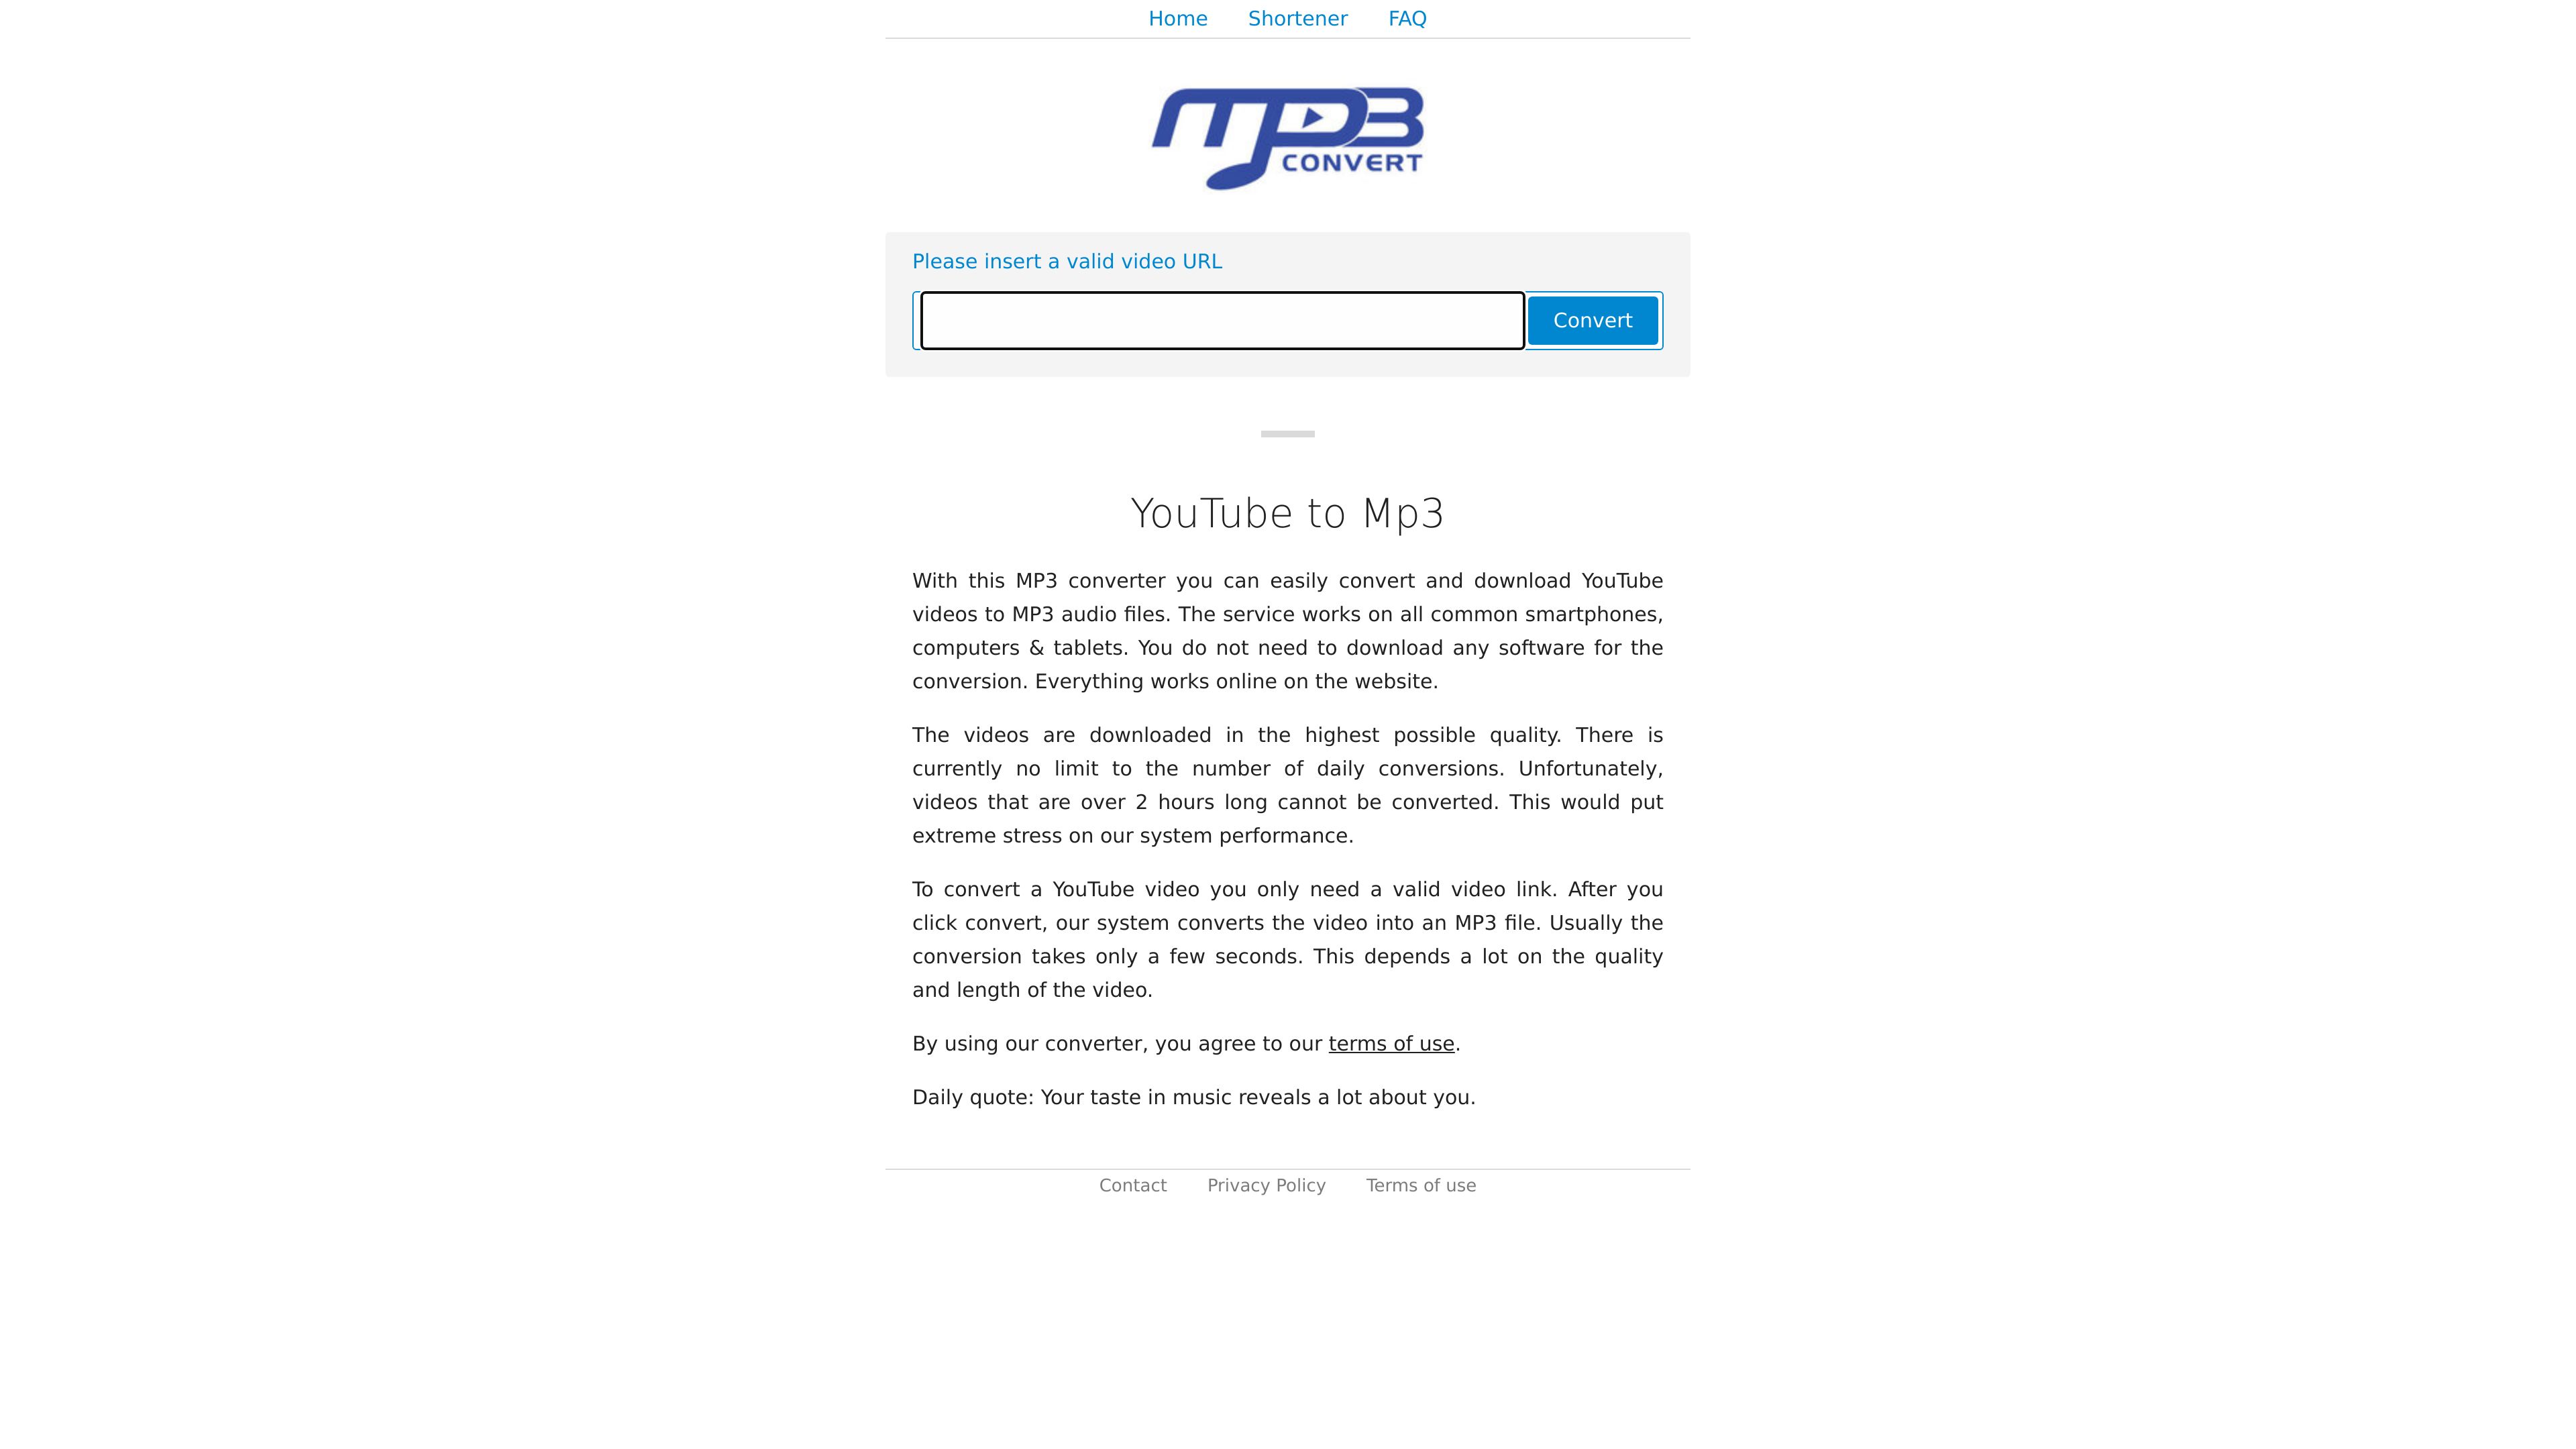 Home Shortener FAQ
mp3
CONVERT
Please insert a valid video URL
Convert
YouTube to Mp3
With this MP3 converter you can easily convert and download YouTube
videos to MP3 audio files. The service works on all common smartphones,
computers & tablets. You do not need to download any software for the
conversion. Everything works online on the website.
The videos are downloaded in the highest possible quality. There is
currently no limit to the number of daily conversions. Unfortunately,
videos that are over 2 hours long cannot be converted. This would put
extreme stress on our system performance.
To convert a YouTube video you only need a valid video link. After you
click convert, our system converts the video into an MP3 file. Usually the
conversion takes only a few seconds. This depends a lot on the quality
and length of the video.
By using our converter, you agree to our terms of use.
Daily quote: Your taste in music reveals a lot about you.
Contact Privacy Policy Terms of use